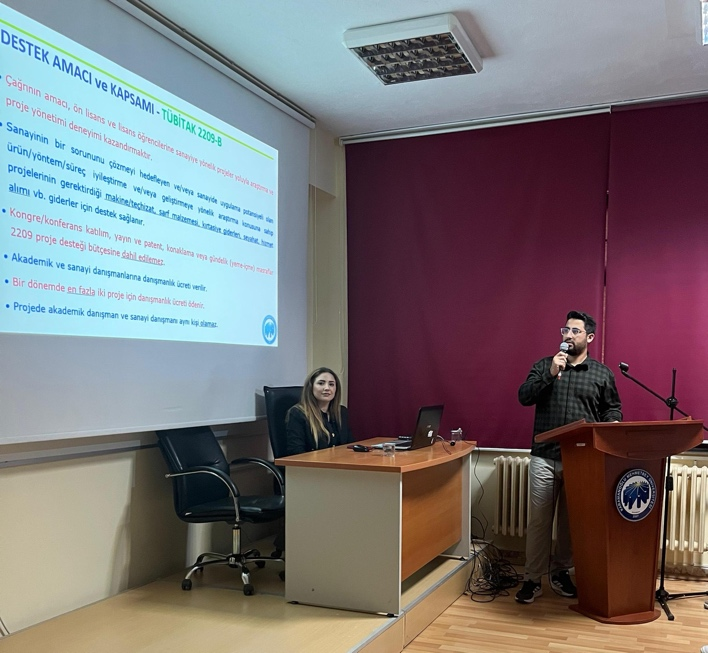 DESTEK AMACI ve KAPSAMI - TÜBİTAK 2209-B
• Çağrının amacı, ön lisans ve lisans öğrencilerine sanayiye yönelik projeler yoluyla araştırma ve
proje yönetimi deneyimi kazandırmaktır.
• Sanayinin bir sorununu çözmeyi hedefleyen ve/veya sanayide uygulama potansiyeli olan
ürün/yöntem/süreç iyileştirme ve/veya geliştirmeye yönelik araştırma konusuna sahip
projelerinin gerektirdiği makine/teçhizat, sarf malzemesi, kırtasiye giderleri, seyahat, hizmet
alımı vb. giderler için destek sağlanır.
• Kongre/konferans katılım, yayın ve patent, konaklama veya gündelik (yeme-içme) masrafları
2209 proje desteği bütçesine dahil edilemez.
• Akademik ve sanayi danışmanlarına danışmanlık ücreti verilir.
• Bir dönemde en fazla iki proje için danışmanlık ücreti ödenir.
• Projede akademik danışman ve sanayi danışmanı aynı kişi olamaz.